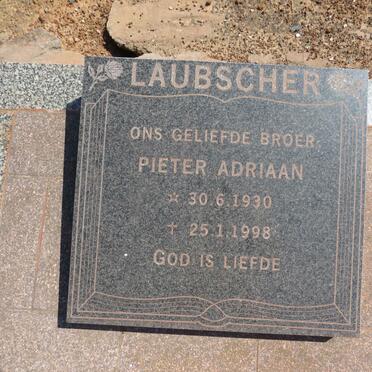 LAUBSCHER
ONS GELIEFDE BROER
PIETER ADRIAAN
☆ 30.6.1930
✝ 25.1.1998
GOD IS LIEFDE